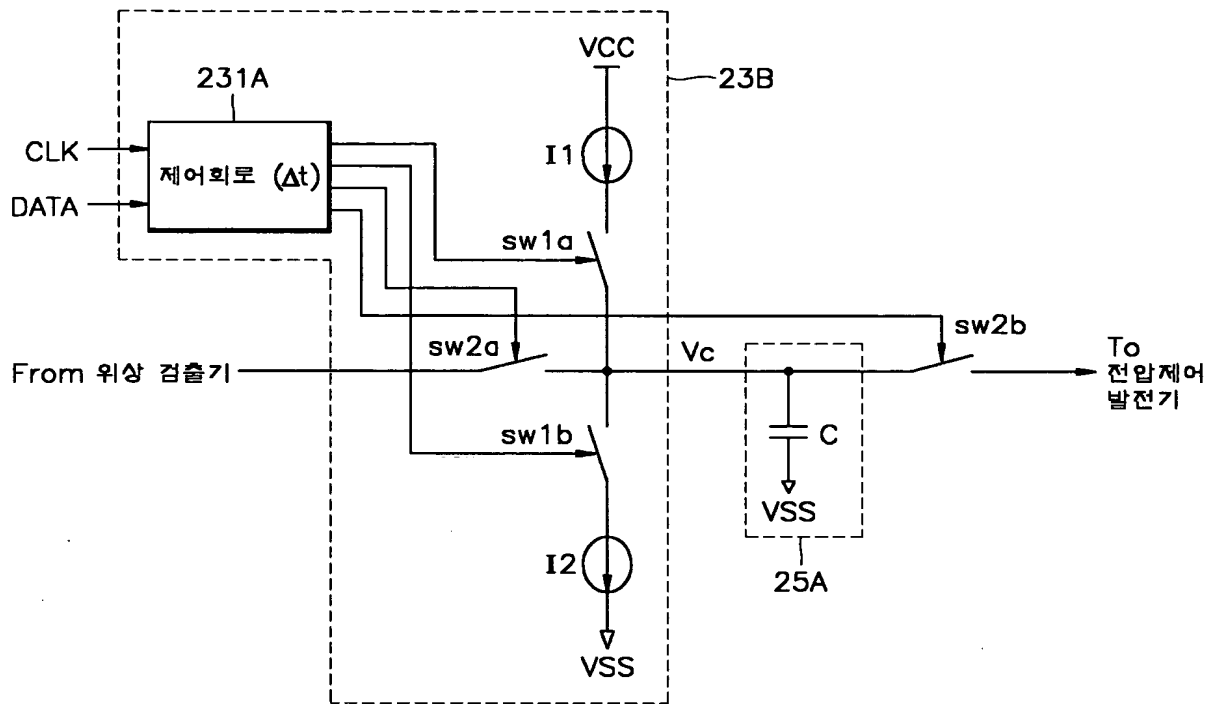 VCC
231A
23B
CLK
I1
제어회로 (Δt)
DATA
sw1a
sw2b
sw2a
Vc
To
전압제어
발전기
From 위상 검출기
sw1b
C
VSS
I2
25A
VSS